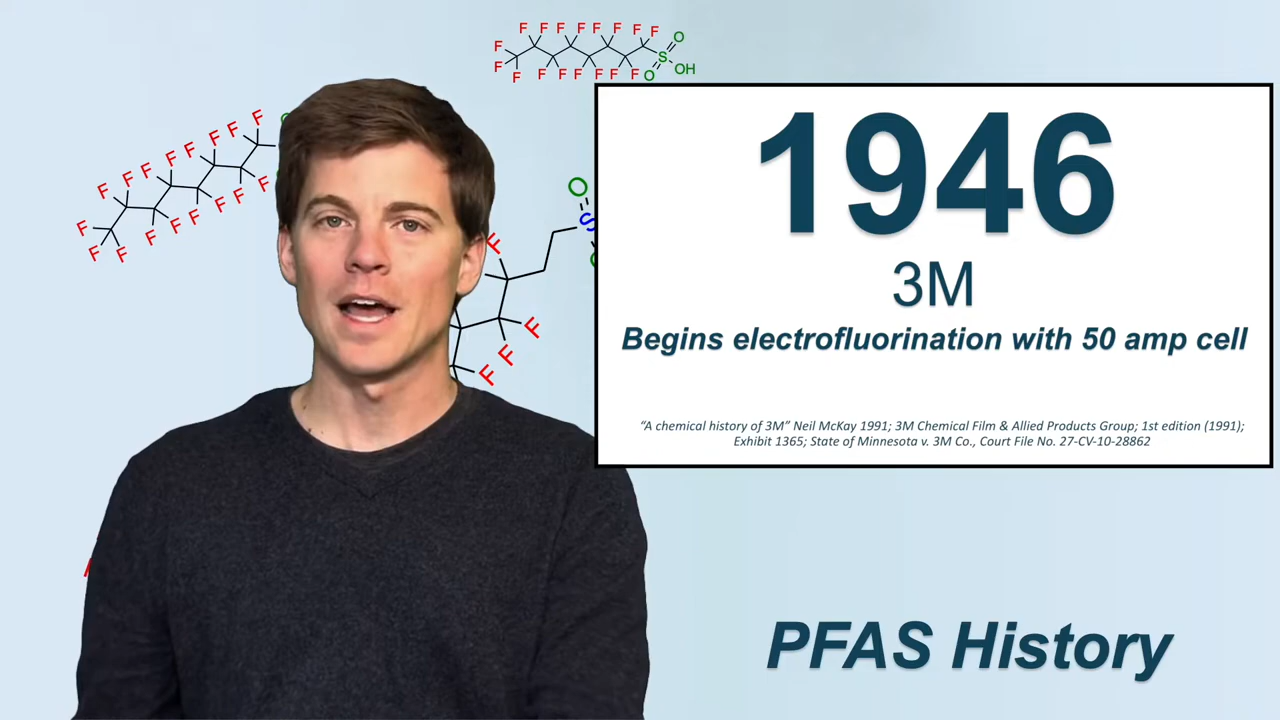 1946
3M
Begins electrofluorination with 50 amp cell
“A chemical history of 3M” Neil McKay 1991; 3M Chemical Film & Allied Products Group; 1st edition (1991);
Exhibit 1365; State of Minnesota v. 3M Co., Court File No. 27-CV-10-28862
PFAS History